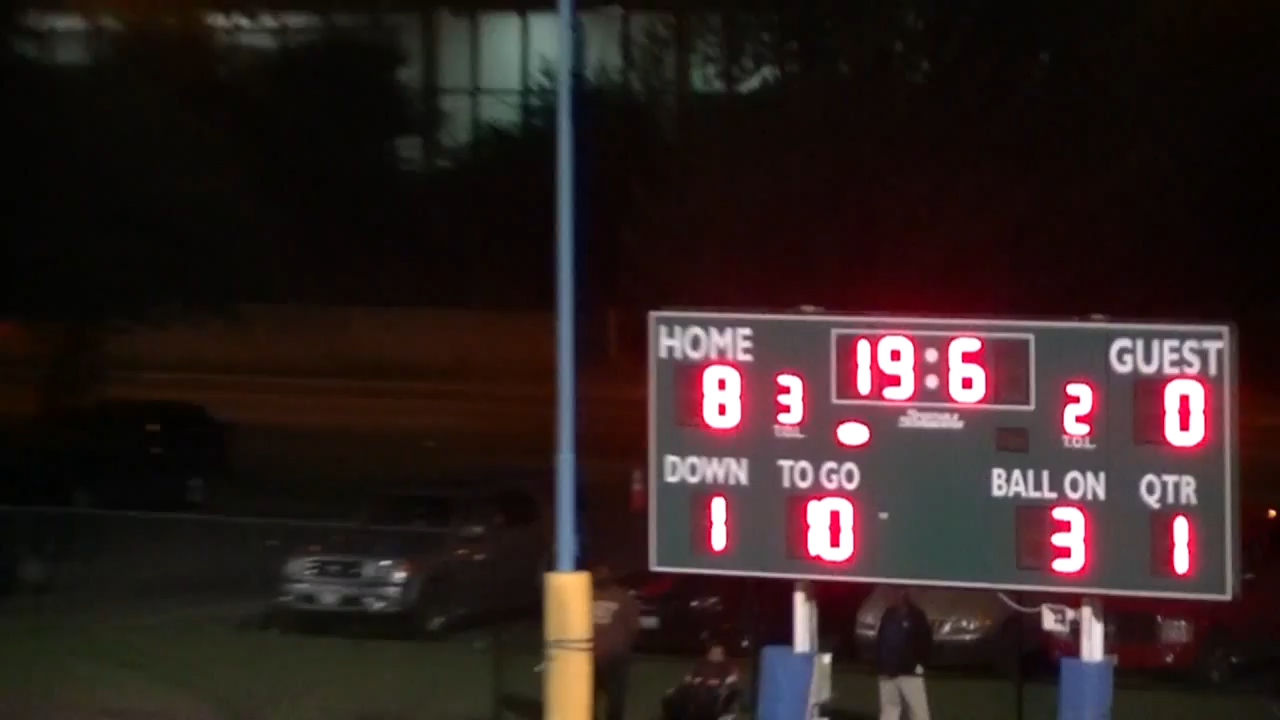 HOME 19:6 GUEST
8 3 2 0
T.O.L. T.O.L.
DOWN TO GO BALL ON QTR
1 10 3 1